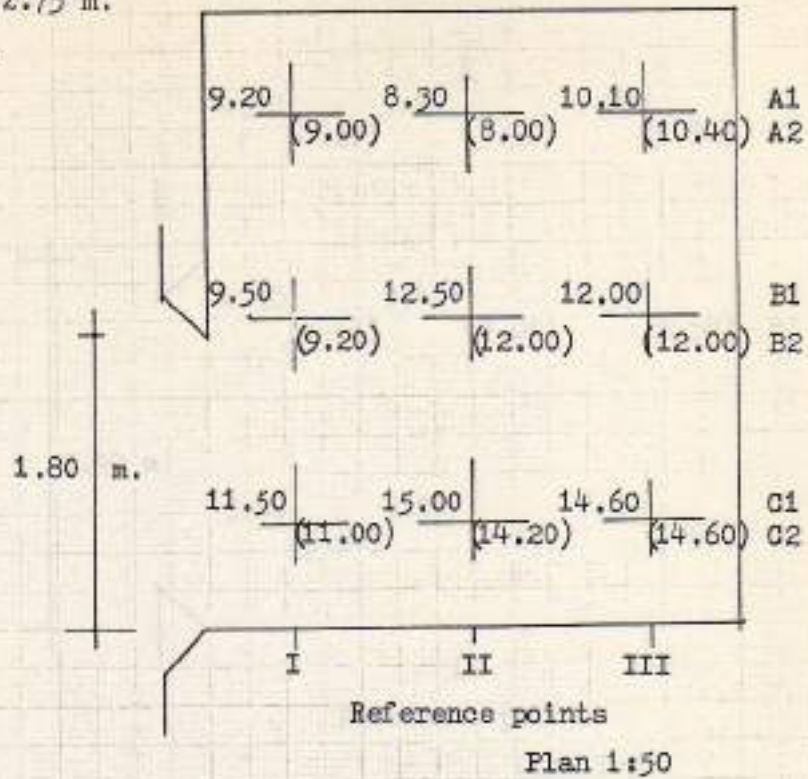 2.75 m.
9.20 8.30 10.10 A1
(9.00) (8.00) (10.40) A2
9.50 12.50 12.00 B1
(9.20) (12.00) (12.00) B2
1.80 m.
11.50 15.00 14.60 C1
(11.00) (14.20) (14.60) C2
I II III
Reference points
Plan 1:50